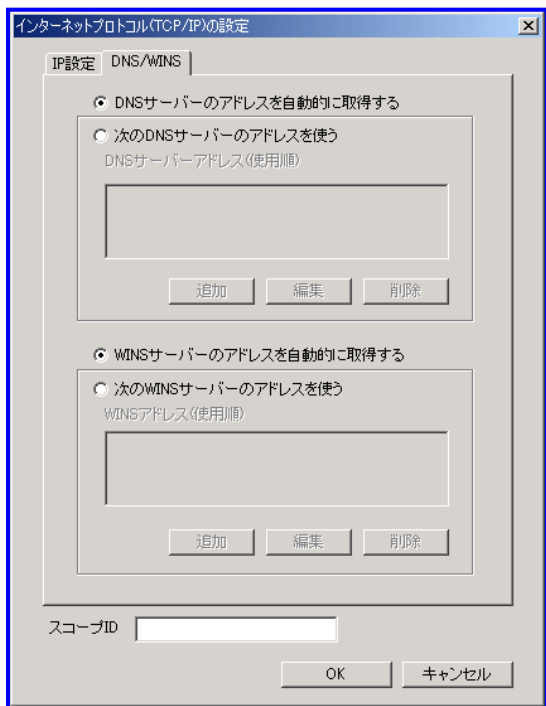 インターネットプロトコル(TCP/IP)の設定
IP設定 DNS/WINS
DNSサーバーのアドレスを自動的に取得する
次のDNSサーバーのアドレスを使う
DNSサーバーアドレス(使用順)
追加 編集 削除
WINSサーバーのアドレスを自動的に取得する
次のWINSサーバーのアドレスを使う
WINSアドレス(使用順)
追加 編集 削除
スコープID
OK キャンセル